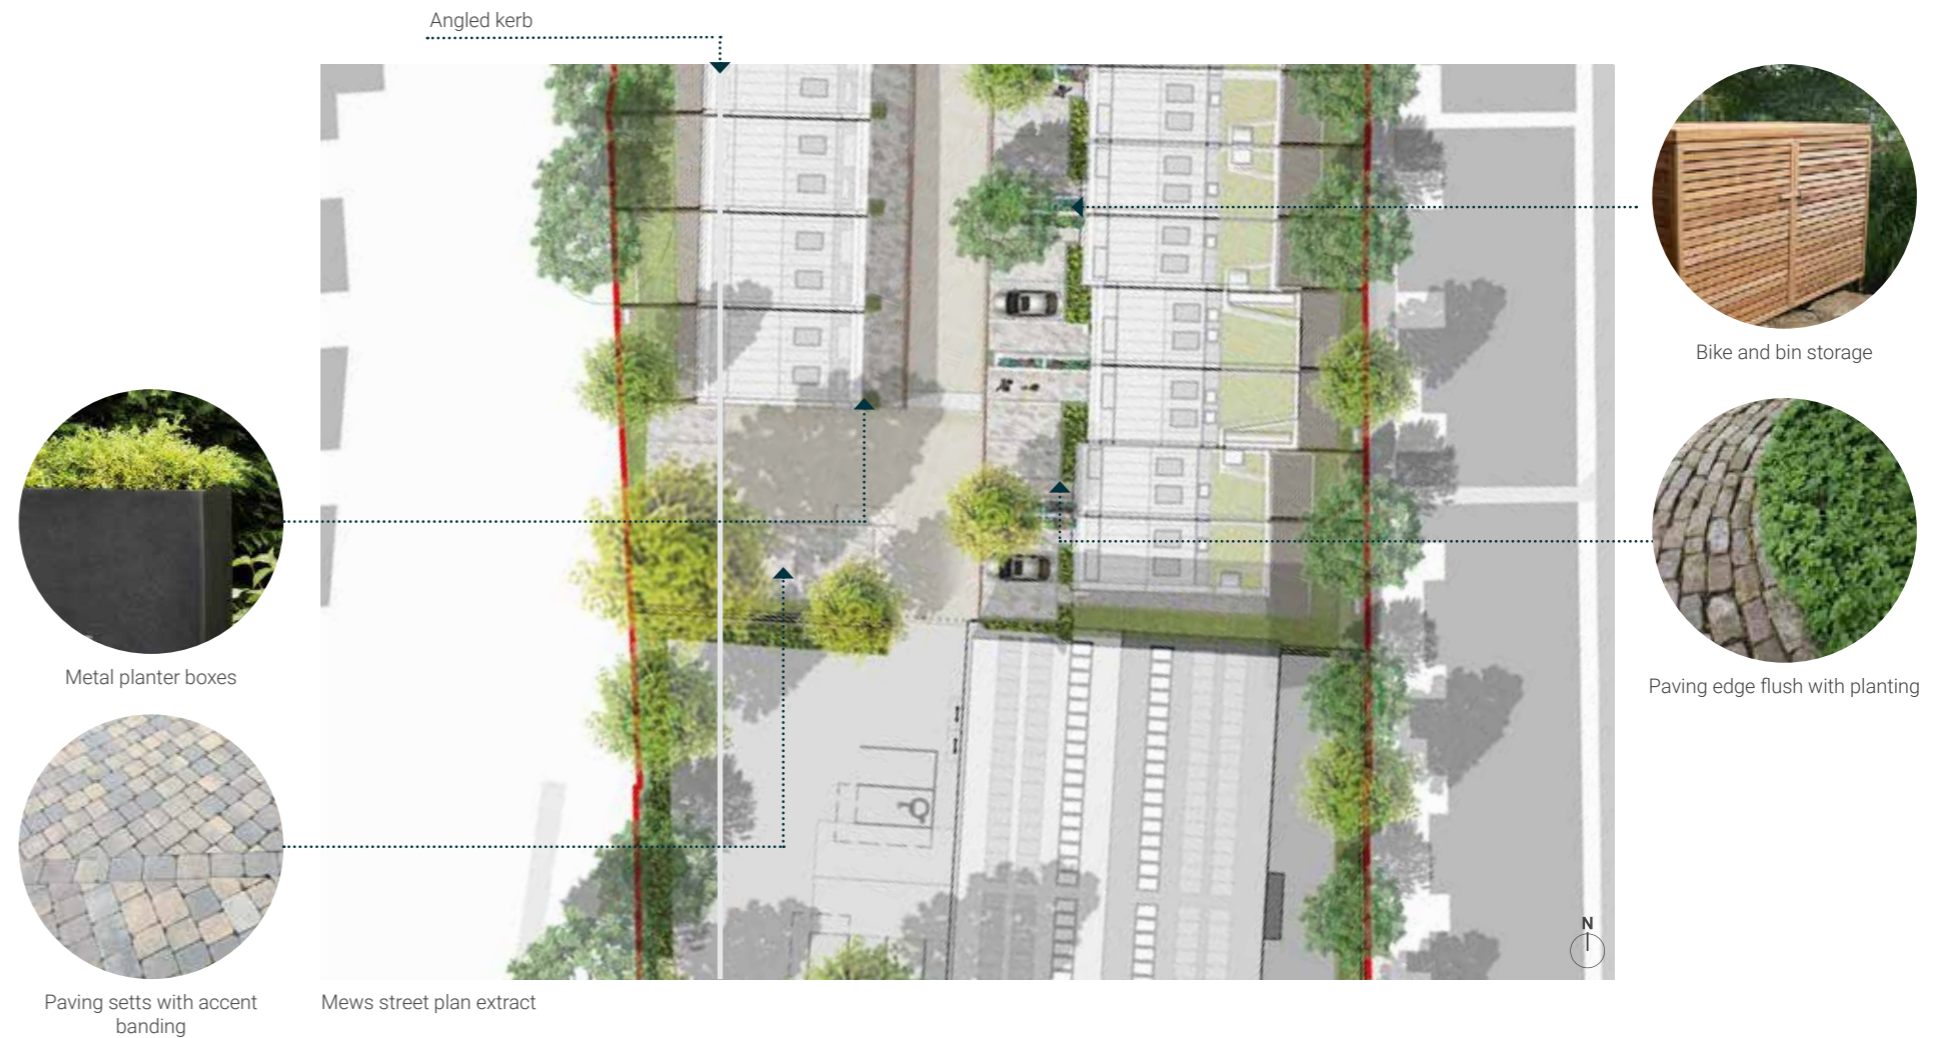 Angled kerb
Bike and bin storage
Metal planter boxes
Paving edge flush with planting
N
Paving setts with accent
banding
Mews street plan extract